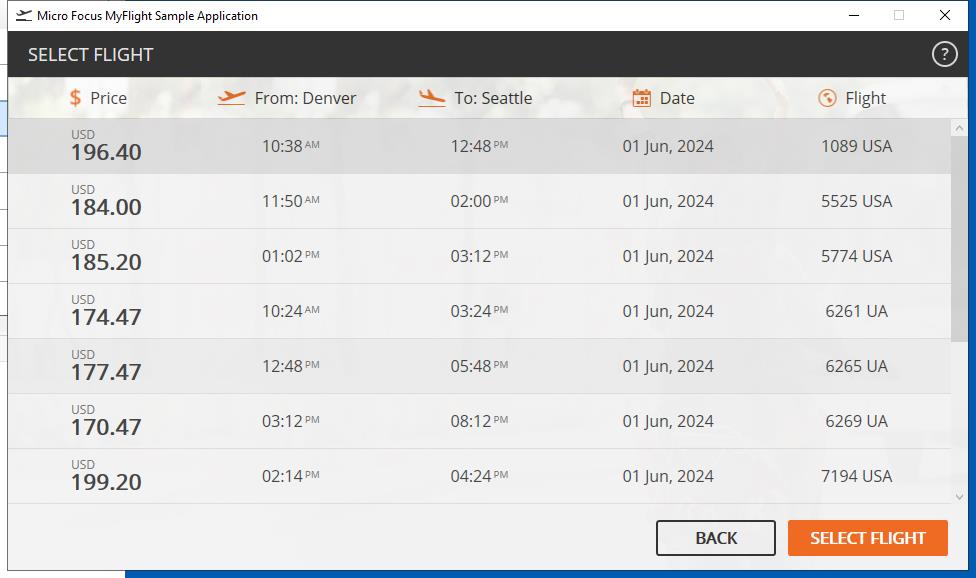 Micro Focus MyFlight Sample Application
SELECT FLIGHT ?
$ Price From: Denver To: Seattle Date Flight
USD
196.40 10:38 AM 12:48 PM 01 Jun, 2024 1089 USA
USD
184.00 11:50 AM 02:00 PM 01 Jun, 2024 5525 USA
USD
185.20 01:02 PM 03:12 PM 01 Jun, 2024 5774 USA
USD
174.47 10:24 AM 03:24 PM 01 Jun, 2024 6261 UA
USD
177.47 12:48 PM 05:48 PM 01 Jun, 2024 6265 UA
USD
170.47 03:12 PM 08:12 PM 01 Jun, 2024 6269 UA
USD
199.20 02:14 PM 04:24 PM 01 Jun, 2024 7194 USA
BACK SELECT FLIGHT